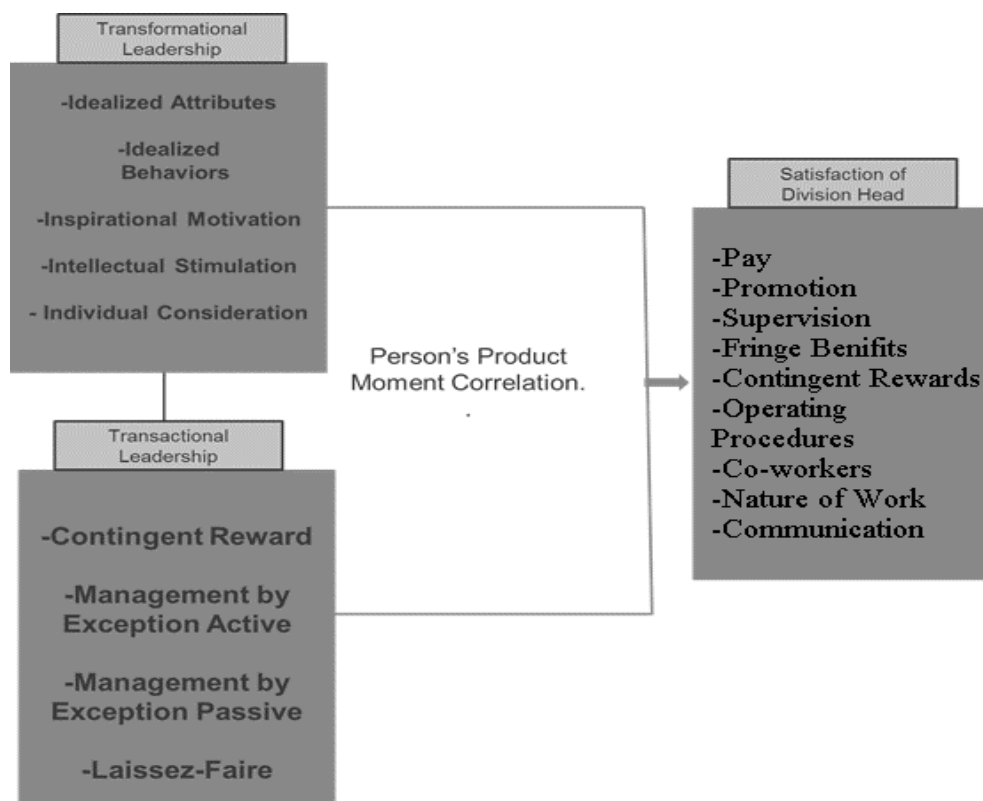 Transformational
Leadership
-Idealized Attributes
-Idealized
Behaviors
-Inspirational Motivation
-Intellectual Stimulation
- Individual Consideration
Person's Product
Moment Correlation.
.
Transactional
Leadership
-Contingent Reward
-Management by
Exception Active
-Management by
Exception Passive
-Laissez-Faire
Satisfaction of
Division Head
-Pay
-Promotion
-Supervision
-Fringe Benifits
-Contingent Rewards
-Operating
Procedures
-Co-workers
-Nature of Work
-Communication